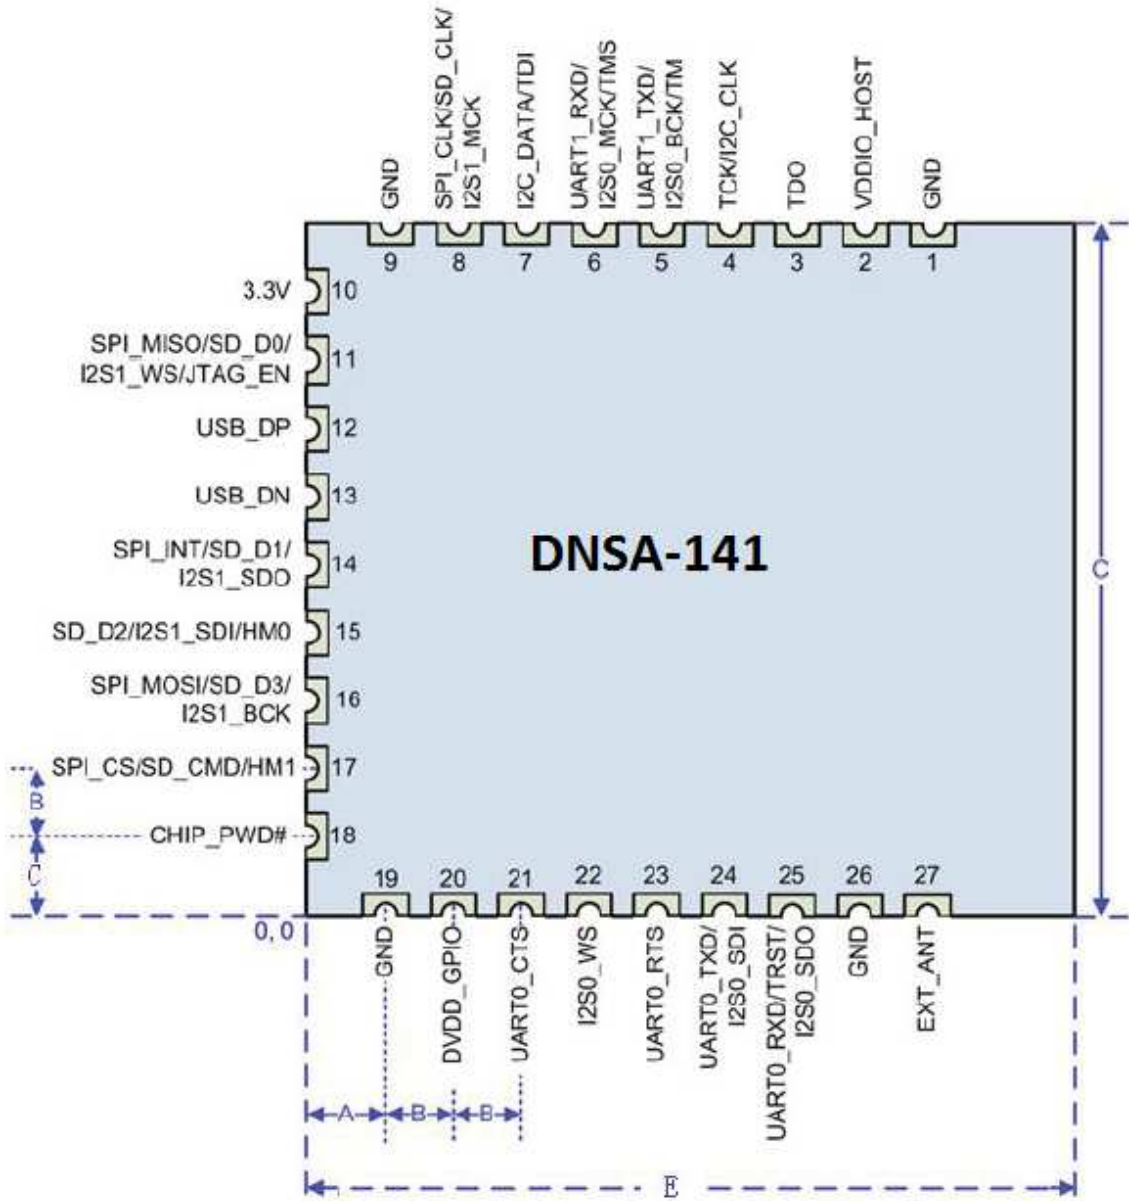 GND
SPI_CLK/SD_CLK/
I2S1_MCK
I2C_DATA/TDI
UART1_RXD/
I2S0_MCK/TMS
UART1_TXD/
I2S0_BCK/TM
TCK/I2C_CLK
TDO
VDDIO_HOST
GND
9
8
7
6
5
4
3
2
1
3.3V
10
SPI_MISO/SD_D0/
I2S1_WS/JTAG_EN
11
USB_DP
12
USB_DN
13
SPI_INT/SD_D1/
I2S1_SDO
14
DNSA-141
C
SD_D2/I2S1_SDI/HM0
15
SPI_MOSI/SD_D3/
I2S1_BCK
16
SPI_CS/SD_CMD/HM1
17
B
CHIP_PWD#
18
C
19
20
21
22
23
24
25
26
27
0,0
GND
DVDD_GPIO
UART0_CTS
I2S0_WS
UART0_RTS
UART0_TXD/
I2S0_SDI
UART0_RXD/TRST/
I2S0_SDO
GND
EXT_ANT
A
B
B
E